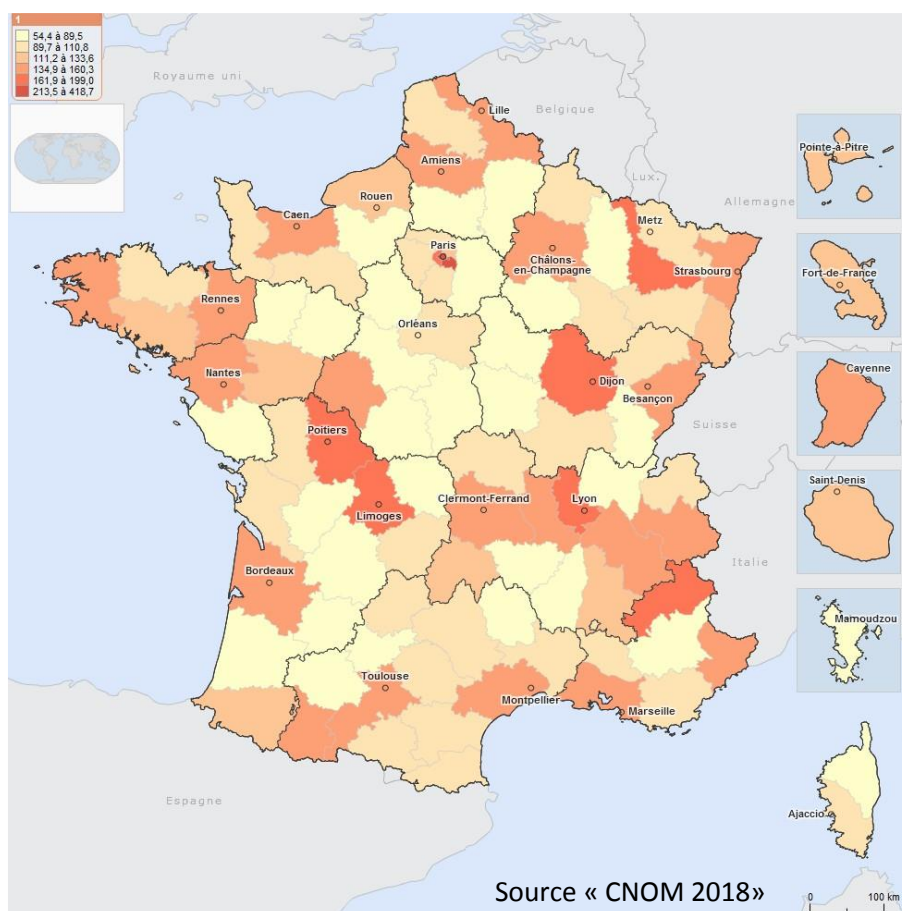 1
54,4 à 89,5
89,7 à 110,8
111,2 à 133,6
134,9 à 160,3
161,9 à 199,0
213,5 à 418,7
Royaume uni
Belgique
Lille
Amiens
Lux.
Allemagne
Pointe-à-Pitre
Rouen
Caen
Metz
Paris
Châlons-
en-Champagne
Strasbourg
Fort-de-France
Rennes
Orléans
Nantes
Dijon
Besançon
Cayenne
Suisse
Poitiers
Clermont-Ferrand
Lyon
Limoges
Saint-Denis
Italie
Bordeaux
Mamoudzou
Toulouse
Montpellier
Marseille
Espagne
Ajaccio
Source « CNOM 2018»
0 100 km